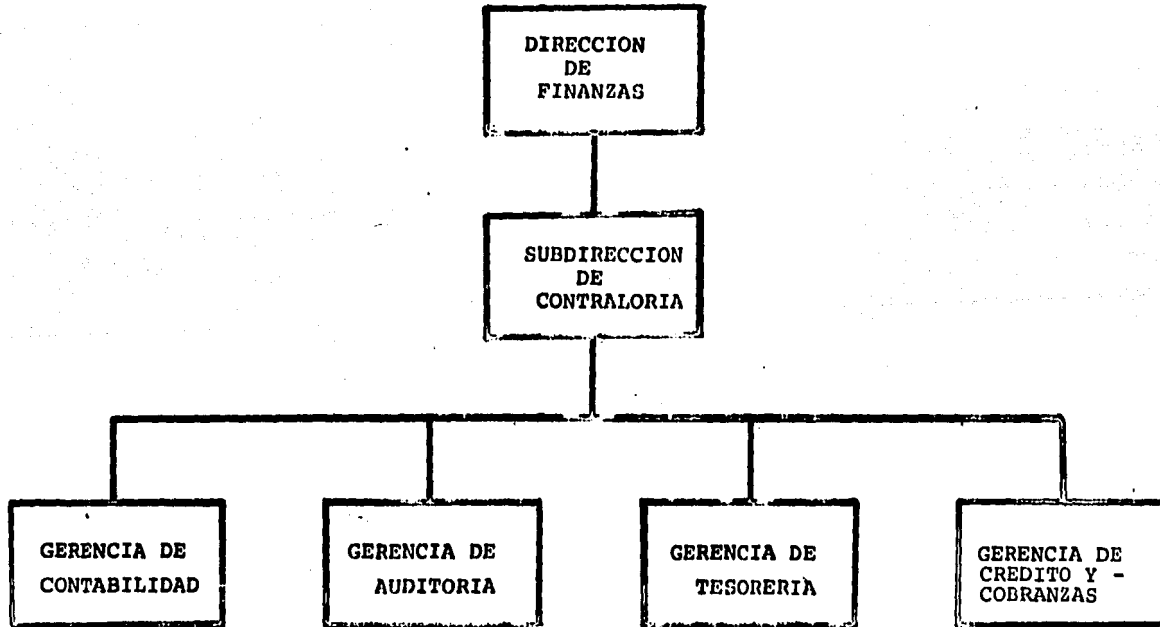 DIRECCION
DE
FINANZAS
SUBDIRECCION
DE
CONTRALORIA
GERENCIA DE
CONTABILIDAD
GERENCIA DE
AUDITORIA
GERENCIA DE
TESORERIA
GERENCIA DE
CREDITO Y -
COBRANZAS